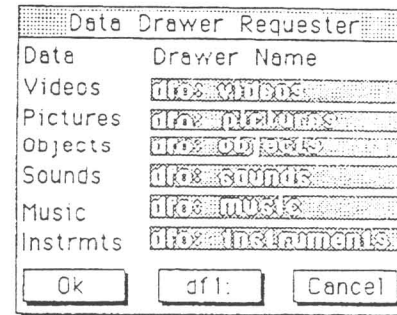 Data Drawer Requester
Data Drawer Name
Videos df0: videos
Pictures df0: pictures
Objects df0: objects
Sounds df0: sounds
Music df0: music
Instrmts df0: instruments
Ok df1: Cancel